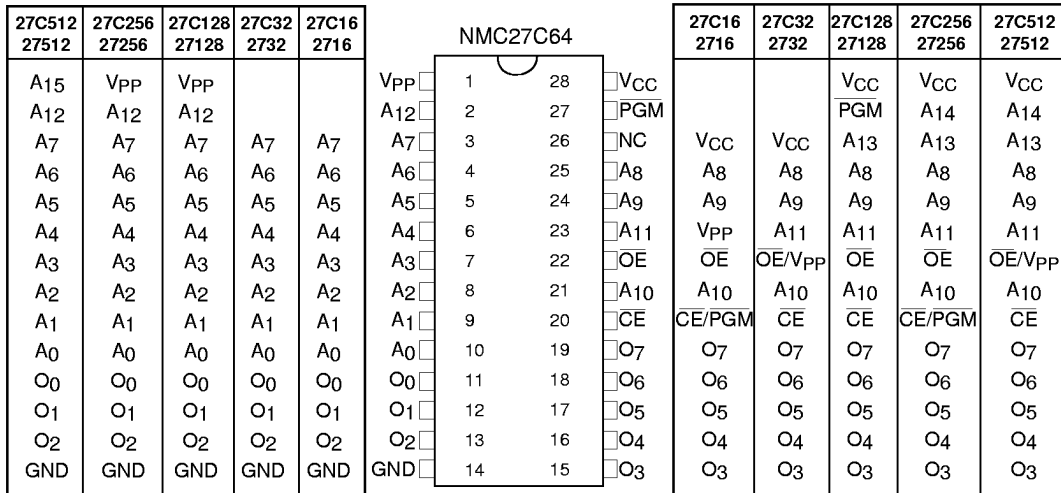 27C512 27C256 27C128 27C32 27C16 NMC27C64 27C16 27C32 27C128 27C256 27C512
27512 27256 27128 2732 2716 2716 2732 27128 27256 27512
A15 VPP VPP VPP 1 28 VCC VCC VCC VCC
A12 A12 A12 A12 2 27 PGM PGM A14 A14
A7 A7 A7 A7 A7 A7 3 26 NC VCC VCC A13 A13 A13
A6 A6 A6 A6 A6 A6 4 25 A8 A8 A8 A8 A8 A8
A5 A5 A5 A5 A5 A5 5 24 A9 A9 A9 A9 A9 A9
A4 A4 A4 A4 A4 A4 6 23 A11 VPP A11 A11 A11 A11
A3 A3 A3 A3 A3 A3 7 22 OE OE OE/VPP OE OE OE/VPP
A2 A2 A2 A2 A2 A2 8 21 A10 A10 A10 A10 A10 A10
A1 A1 A1 A1 A1 A1 9 20 CE CE/PGM CE CE CE/PGM CE
A0 A0 A0 A0 A0 A0 10 19 O7 O7 O7 O7 O7 O7
O0 O0 O0 O0 O0 O0 11 18 O6 O6 O6 O6 O6 O6
O1 O1 O1 O1 O1 O1 12 17 O5 O5 O5 O5 O5 O5
O2 O2 O2 O2 O2 O2 13 16 O4 O4 O4 O4 O4 O4
GND GND GND GND GND GND 14 15 O3 O3 O3 O3 O3 O3